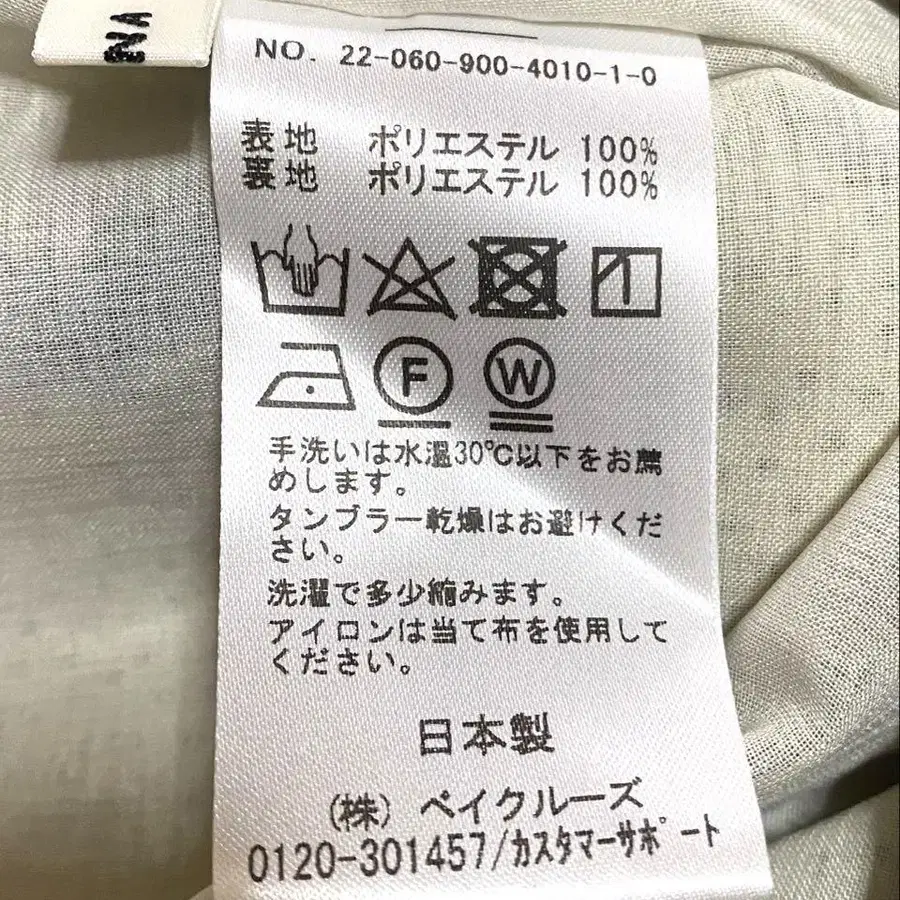 NO. 22-060-900-4010-1-0
表地 ポリエステル 100%
裏地 ポリエステル 100%
F W
手洗いは水温30℃以下をお薦
めします。
タンブラー乾燥はお避けくだ
さい。
洗濯で多少縮みます。
アイロンは当て布を使用して
ください。
日本製
(株) ベイクルーズ
0120-301457/カスタマーサポート